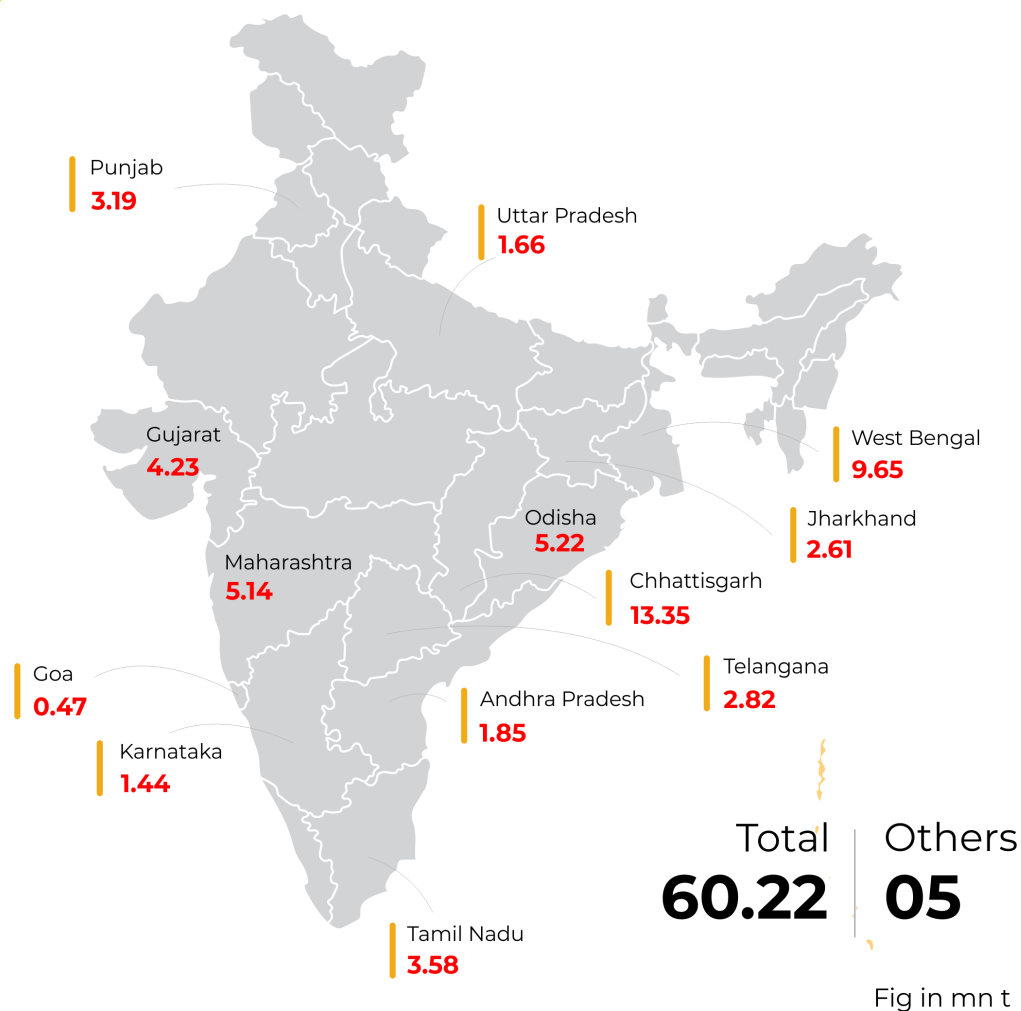 Punjab
3.19
Uttar Pradesh
1.66
Gujarat
4.23
West Bengal
9.65
Odisha
5.22
Jharkhand
2.61
Maharashtra
5.14
Chhattisgarh
13.35
Goa
0.47
Telangana
2.82
Andhra Pradesh
1.85
Karnataka
1.44
Total
60.22
Others
05
Tamil Nadu
3.58
Fig in mn t